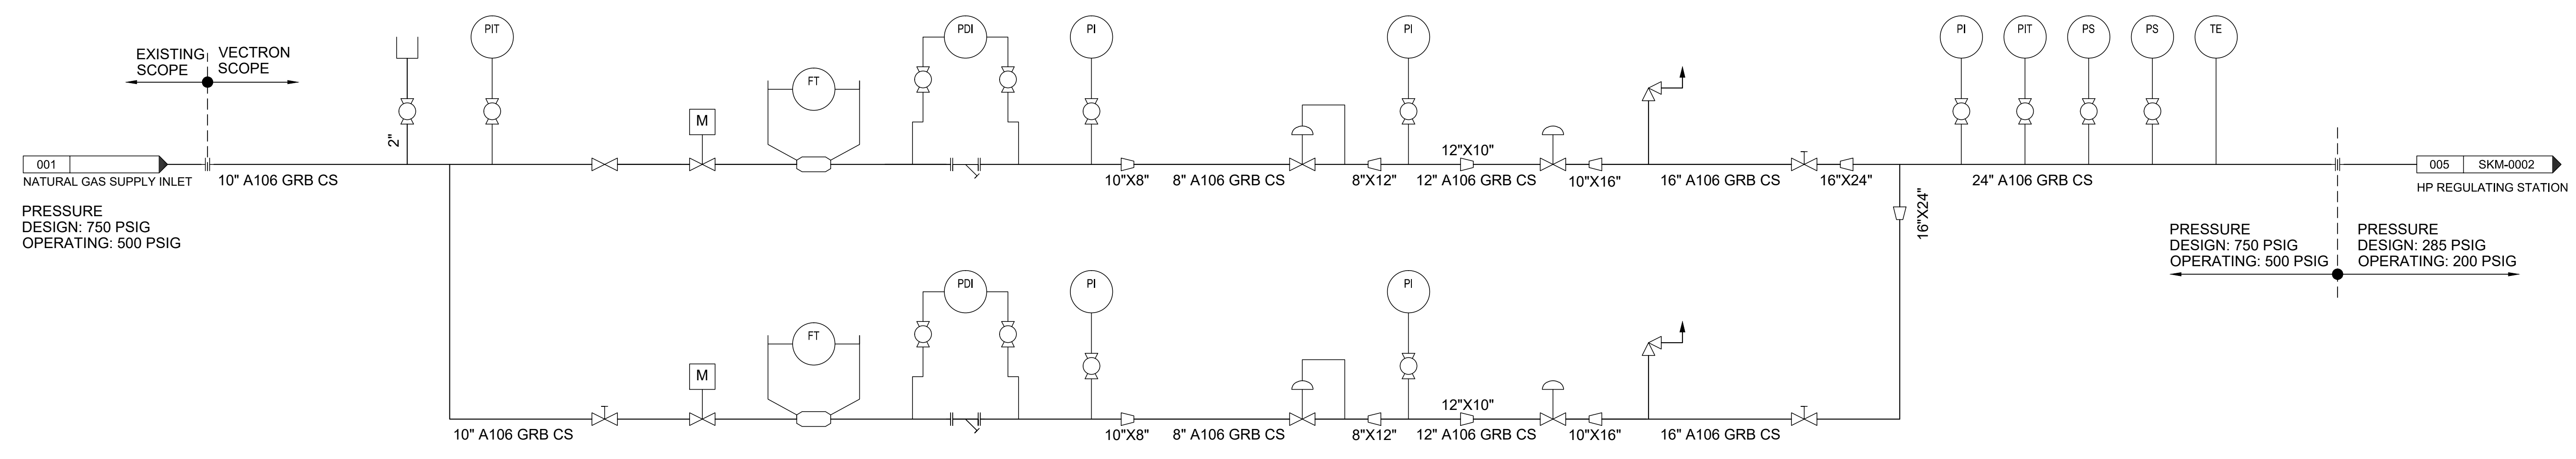 EXISTING
SCOPE
VECTRON
SCOPE
PIT
PDI
PI
PI
PI
PIT
PS
PS
TE
FT
M
2"
001
NATURAL GAS SUPPLY INLET
10" A106 GRB CS
10"X8"
8" A106 GRB CS
8"X12"
12"X10"
12" A106 GRB CS
10"X16"
16" A106 GRB CS
16"X24"
24" A106 GRB CS
005
SKM-0002
HP REGULATING STATION
PRESSURE
DESIGN: 750 PSIG
OPERATING: 500 PSIG
16"X24"
PRESSURE
DESIGN: 750 PSIG
OPERATING: 500 PSIG
PRESSURE
DESIGN: 285 PSIG
OPERATING: 200 PSIG
PDI
PI
PI
FT
M
10" A106 GRB CS
10"X8"
8" A106 GRB CS
8"X12"
12"X10"
12" A106 GRB CS
10"X16"
16" A106 GRB CS